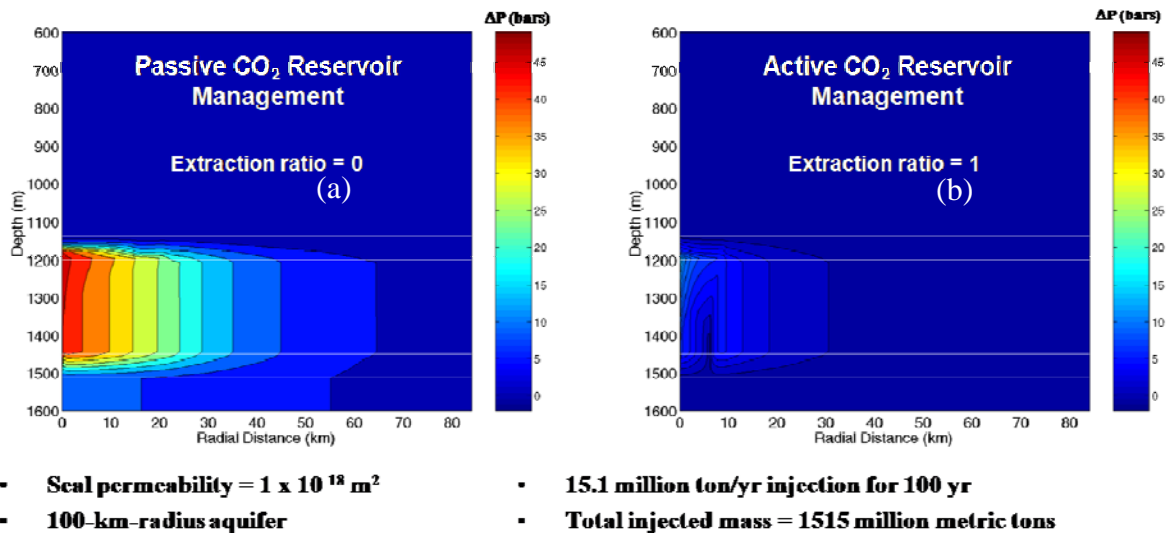 ΔP (bars)
Passive CO₂ Reservoir
Management
Extraction ratio = 0
(a)
Depth (m)
600
700
800
900
1000
1100
1200
1300
1400
1500
1600
0 10 20 30 40 50 60 70 80
Radial Distance (km)
45
40
35
30
25
20
15
10
5
0
ΔP (bars)
Active CO₂ Reservoir
Management
Extraction ratio = 1
(b)
Depth (m)
600
700
800
900
1000
1100
1200
1300
1400
1500
1600
0 10 20 30 40 50 60 70 80
Radial Distance (km)
45
40
35
30
25
20
15
10
5
0
- Seal permeability = 1 x 10 ¹⁸ m²
- 100-km-radius aquifer
- 15.1 million ton/yr injection for 100 yr
- Total injected mass = 1515 million metric tons